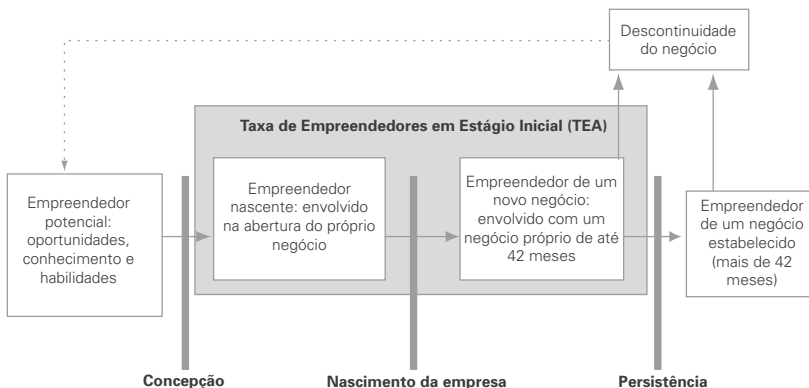 Descontinuidade
do negócio
Taxa de Empreendedores em Estágio Inicial (TEA)
Empreendedor
potencial:
oportunidades,
conhecimento e
habilidades
Empreendedor
nascente: envolvido
na abertura do próprio
negócio
Empreendedor de um
novo negócio:
envolvido com um
negócio próprio de até
42 meses
Empreendedor
de um negócio
estabelecido
(mais de 42
meses)
Concepção
Nascimento da empresa
Persistência